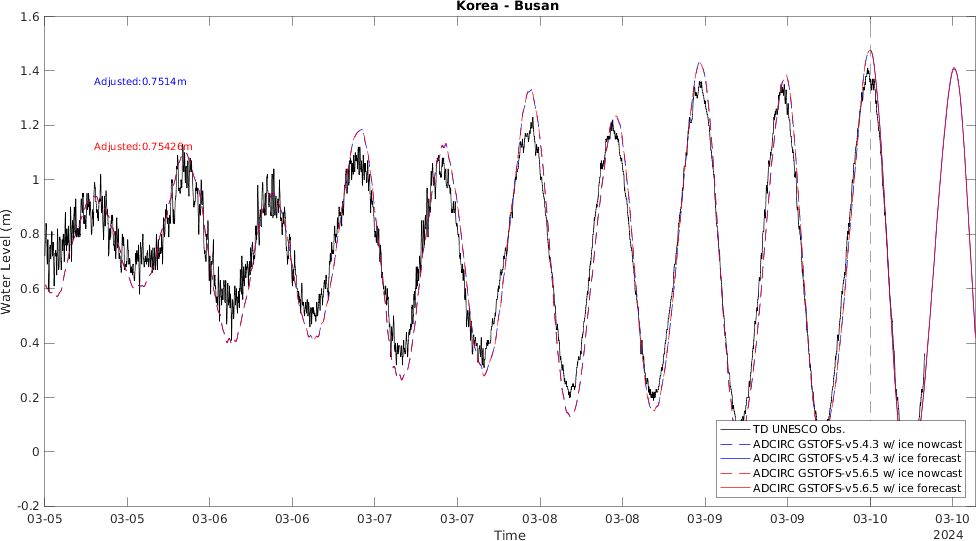 Korea - Busan
1.6
1.4
1.2
1
0.8
0.6
0.4
0.2
0
-0.2
Water Level (m)
Adjusted:0.7514m
Adjusted:0.75426m
TD UNESCO Obs.
ADCIRC GSTOFS-v5.4.3 w/ ice nowcast
ADCIRC GSTOFS-v5.4.3 w/ ice forecast
ADCIRC GSTOFS-v5.6.5 w/ ice nowcast
ADCIRC GSTOFS-v5.6.5 w/ ice forecast
03-05 03-05 03-06 03-06 03-07 03-07 03-08 03-08 03-09 03-09 03-10 03-10
2024
Time